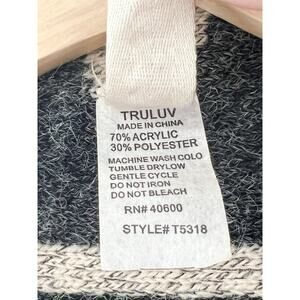 TRULUV
MADE IN CHINA
70% ACRYLIC
30% POLYESTER
MACHINE WASH COLO
TUMBLE DRYLOW
GENTLE CYCLE
DO NOT IRON
DO NOT BLEACH
RN# 40600
STYLE# T5318